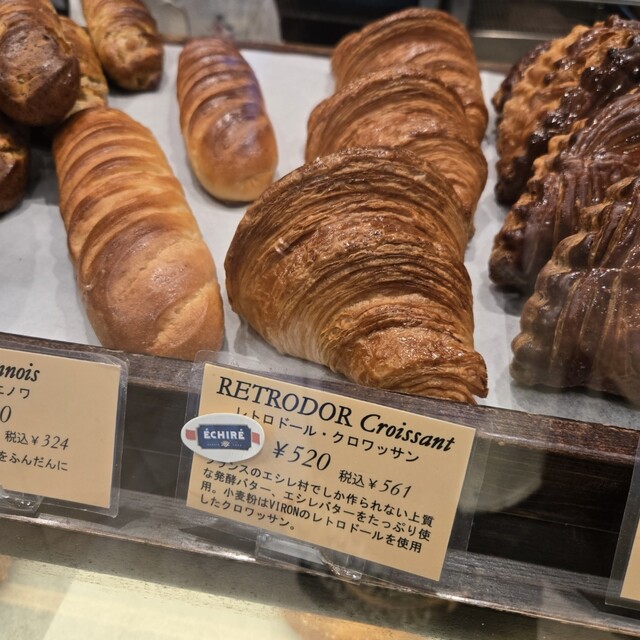 nnois
エノワ
0
税込￥324
をふんだんに
RETRODOR Croissant
レトロドール・クロワッサン
ÉCHIRÉ
￥520
税込￥561
フランスのエシレ村でしか作られない上質
な発酵バター、エシレバターをたっぷり使
用。小麦粉はVIRONのレトロドールを使用
したクロワッサン。